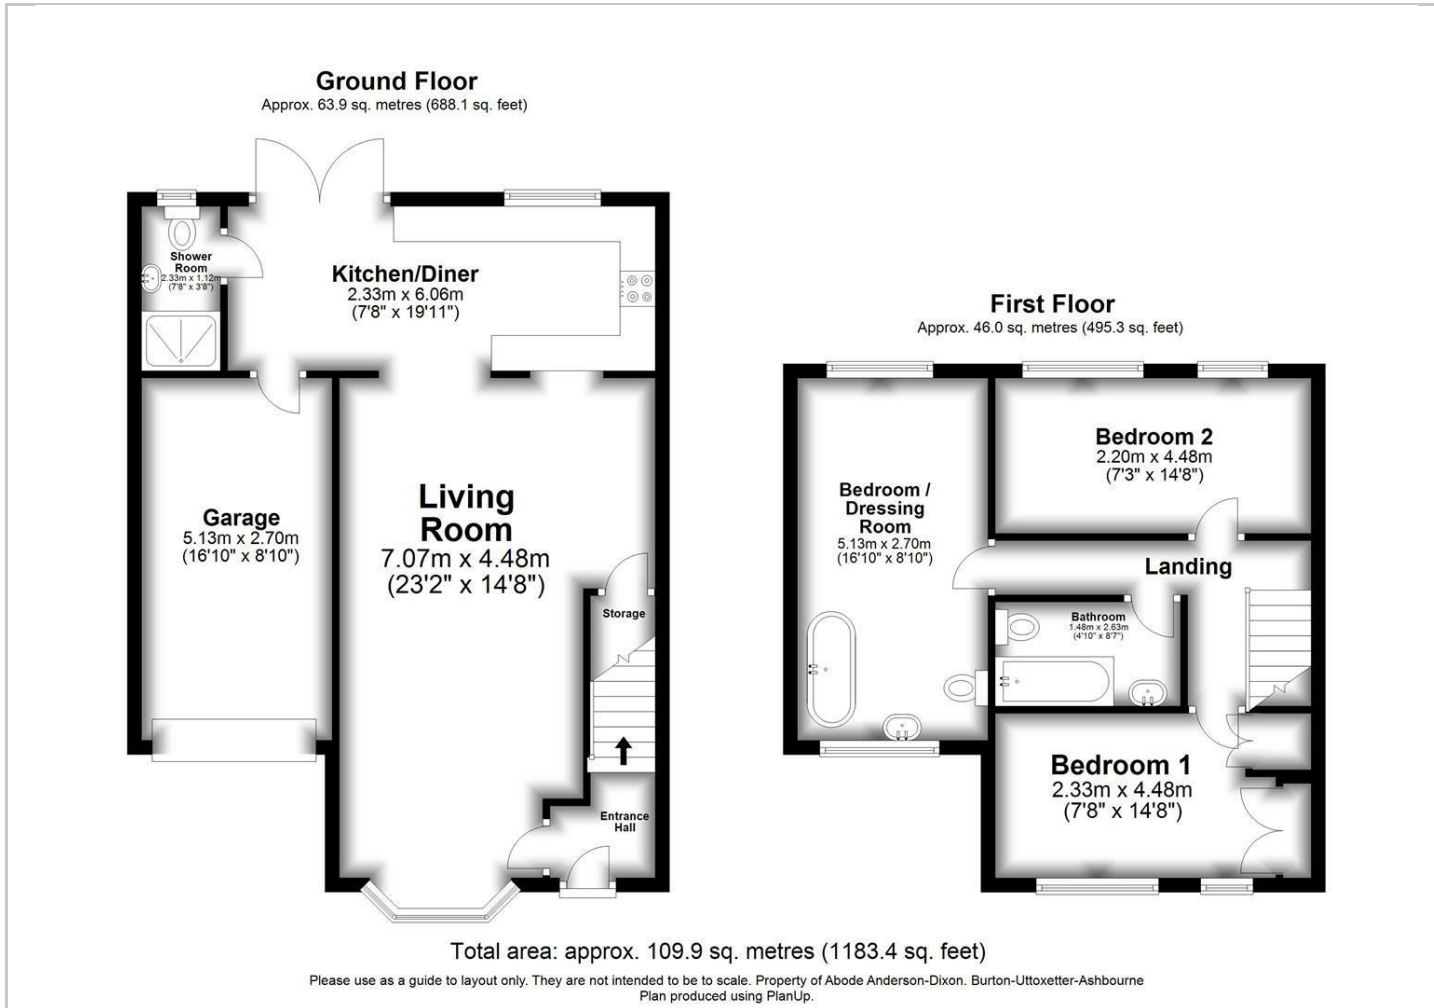 Ground Floor
Approx. 63.9 sq. metres (688.1 sq. feet)
Shower
Room
2.33m x 1.12m
(7'8" x 3'8")
Kitchen/Diner
2.33m x 6.06m
(7'8" x 19'11")
Garage
5.13m x 2.70m
(16'10" x 8'10")
Living
Room
7.07m x 4.48m
(23'2" x 14'8")
Storage
Entrance
Hall
First Floor
Approx. 46.0 sq. metres (495.3 sq. feet)
Bedroom /
Dressing
Room
5.13m x 2.70m
(16'10" x 8'10")
Bedroom 2
2.20m x 4.48m
(7'3" x 14'8")
Landing
Bathroom
1.48m x 2.63m
(4'10" x 8'7")
Bedroom 1
2.33m x 4.48m
(7'8" x 14'8")
Total area: approx. 109.9 sq. metres (1183.4 sq. feet)
Please use as a guide to layout only. They are not intended to be to scale. Property of Abode Anderson-Dixon. Burton-Uttoxetter-Ashbourne
Plan produced using PlanUp.